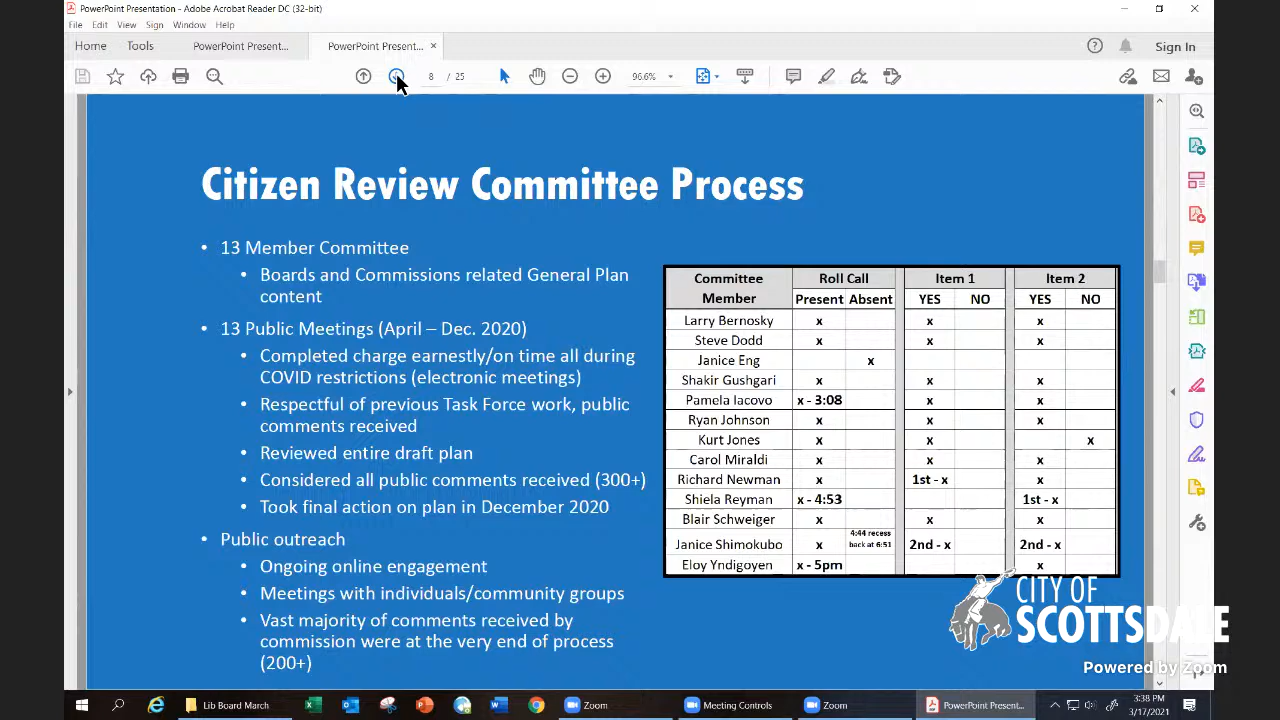 PowerPoint Presentation - Adobe Acrobat Reader DC (32-bit)
File Edit View Sign Window Help
Home Tools PowerPoint Present... PowerPoint Present... × Sign In
8 / 25 96.6%
Citizen Review Committee Process
• 13 Member Committee
• Boards and Commissions related General Plan
content
• 13 Public Meetings (April – Dec. 2020)
• Completed charge earnestly/on time all during
COVID restrictions (electronic meetings)
• Respectful of previous Task Force work, public
comments received
• Reviewed entire draft plan
• Considered all public comments received (300+)
• Took final action on plan in December 2020
• Public outreach
• Ongoing online engagement
• Meetings with individuals/community groups
• Vast majority of comments received by
commission were at the very end of process
(200+)
Committee Member Roll Call Item 1 Item 2
Present Absent YES NO YES NO
Larry Bernosky x x x
Steve Dodd x x x
Janice Eng x
Shakir Gushgari x x x
Pamela Iacovo x - 3:08 x x
Ryan Johnson x x x
Kurt Jones x x x
Carol Miraldi x x x
Richard Newman x 1st - x x
Shiela Reyman x - 4:53 1st - x
Blair Schweiger x x x
Janice Shimokubo x 4:44 recess back at 6:51 2nd - x 2nd - x
Eloy Yndigoyen x - 5pm x
CITY OF
SCOTTSDALE
Powered by Zoom
Lib Board March Zoom Meeting Controls Zoom PowerPoint Present...
3:38 PM
3/17/2021